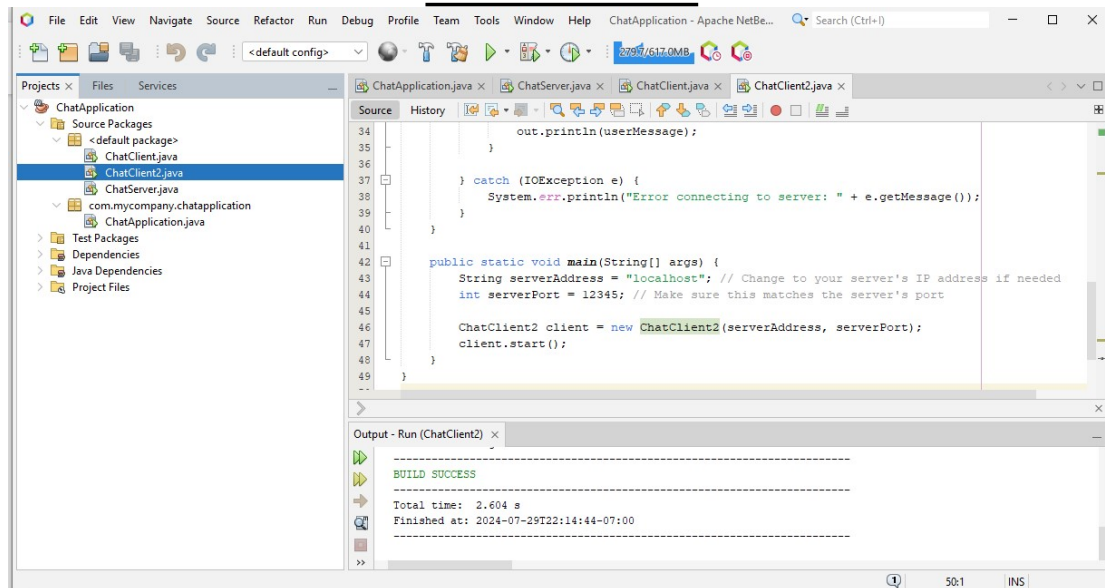 File Edit View Navigate Source Refactor Run Debug Profile Team Tools Window Help ChatApplication - Apache NetBe... Search (Ctrl+I)
<default config> 279.7/617.0MB
Projects Files Services
ChatApplication
Source Packages
<default package>
ChatClient.java
ChatClient2.java
ChatServer.java
com.mycompany.chatapplication
ChatApplication.java
Test Packages
Dependencies
Java Dependencies
Project Files
ChatApplication.java ChatServer.java ChatClient.java ChatClient2.java
Source History
34 out.println(userMessage);
35 }
36
37 } catch (IOException e) {
38 System.err.println("Error connecting to server: " + e.getMessage());
39 }
40 }
41
42 public static void main(String[] args) {
43 String serverAddress = "localhost"; // Change to your server's IP address if needed
44 int serverPort = 12345; // Make sure this matches the server's port
45
46 ChatClient2 client = new ChatClient2(serverAddress, serverPort);
47 client.start();
48 }
49 }
Output - Run (ChatClient2)
------------------------------------------------------------------------
BUILD SUCCESS
------------------------------------------------------------------------
Total time: 2.604 s
Finished at: 2024-07-29T22:14:44-07:00
------------------------------------------------------------------------
1 50:1 INS